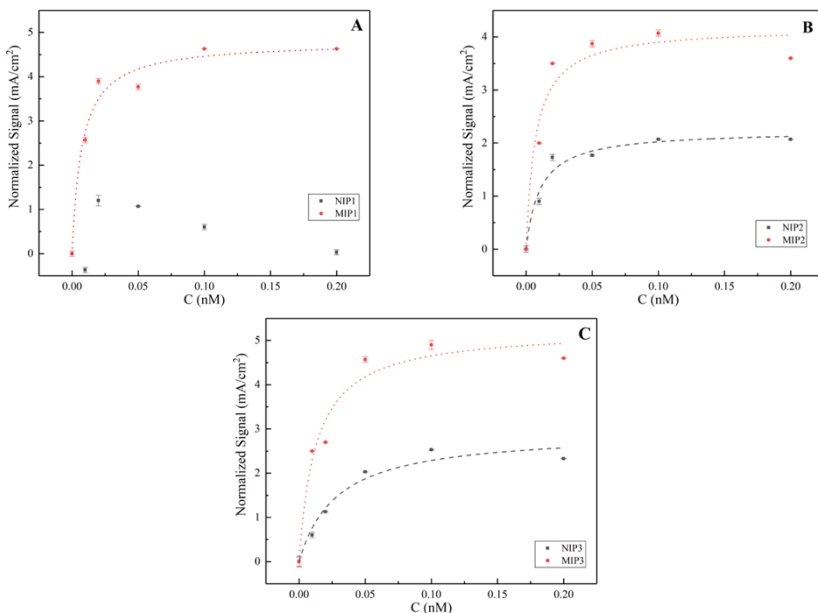 A
Normalized Signal (mA/cm²)
5
4
3
2
1
0
NIP1
MIP1
0.00 0.05 0.10 0.15 0.20
C (nM)
B
Normalized Signal (mA/cm²)
4
3
2
1
0
NIP2
MIP2
0.00 0.05 0.10 0.15 0.20
C (nM)
C
Normalized Signal (mA/cm²)
5
4
3
2
1
0
NIP3
MIP3
0.00 0.05 0.10 0.15 0.20
C (nM)